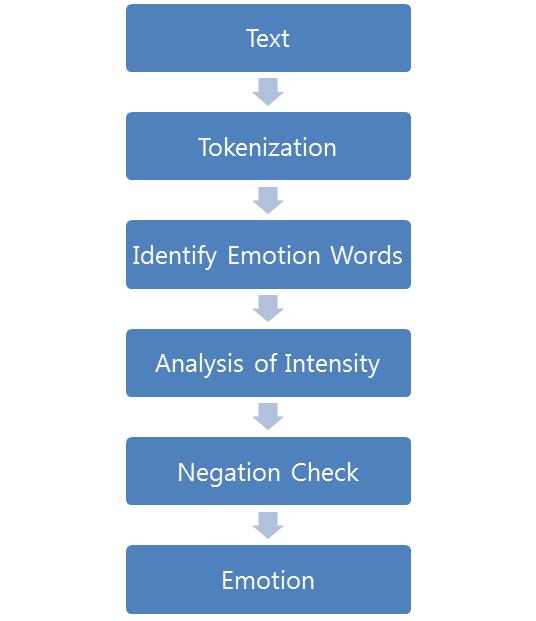 Text
Tokenization
Identify Emotion Words
Analysis of Intensity
Negation Check
Emotion